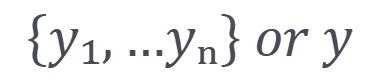 {y₁, ...yₙ} or y